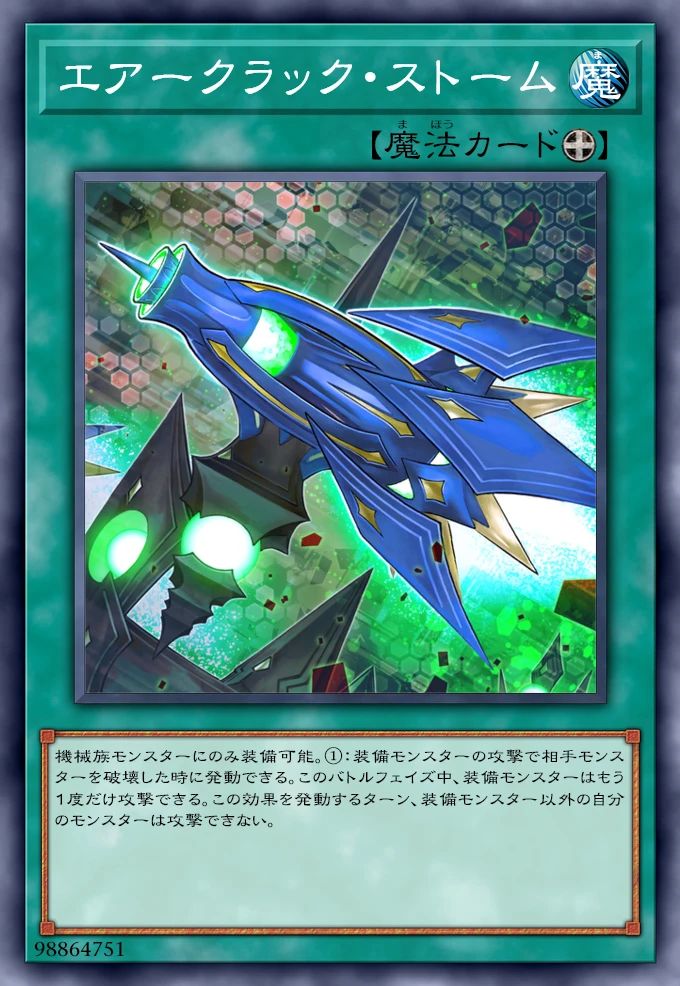 エアークラック・ストーム 魔
ま
ま ほう
【魔法カード】
機械族モンスターにのみ装備可能。①:装備モンスターの攻撃で相手モンス
ターを破壊した時に発動できる。このバトルフェイズ中、装備モンスターはもう
１度だけ攻撃できる。この効果を発動するターン、装備モンスター以外の自分
のモンスターは攻撃できない。
98864751